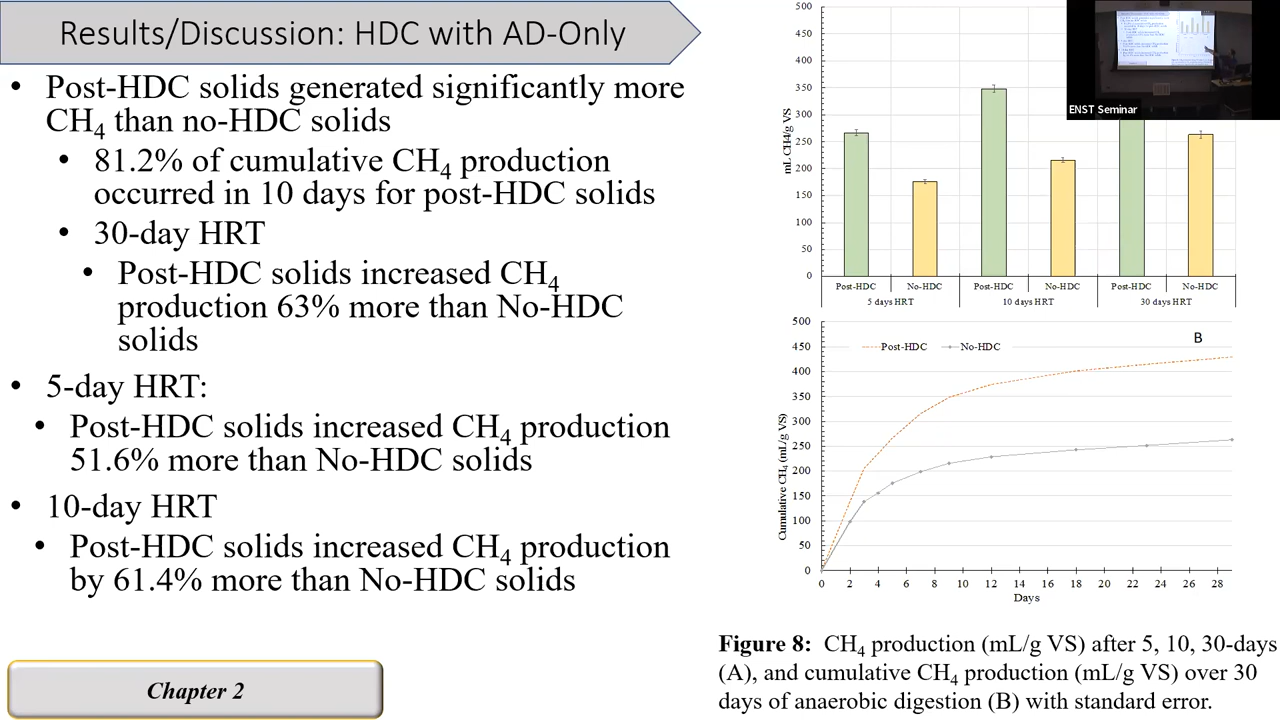 Results/Discussion: HDC with AD-Only
• Post-HDC solids generated significantly more
CH4 than no-HDC solids
• 81.2% of cumulative CH4 production
occurred in 10 days for post-HDC solids
• 30-day HRT
• Post-HDC solids increased CH4
production 63% more than No-HDC
solids
• 5-day HRT:
• Post-HDC solids increased CH4 production
51.6% more than No-HDC solids
• 10-day HRT
• Post-HDC solids increased CH4 production
by 61.4% more than No-HDC solids
Chapter 2
500
450
400
350
300
250
200
150
100
50
0
mL CH4/g VS
Post-HDC No-HDC Post-HDC No-HDC Post-HDC No-HDC
5 days HRT 10 days HRT 30 days HRT
ENST Seminar
500
450
400
350
300
250
200
150
100
50
0
Cumulative CH4 (mL/g VS)
Post-HDC No-HDC
B
0 2 4 6 8 10 12 14 16 18 20 22 24 26 28
Days
Figure 8: CH4 production (mL/g VS) after 5, 10, 30-days
(A), and cumulative CH4 production (mL/g VS) over 30
days of anaerobic digestion (B) with standard error.